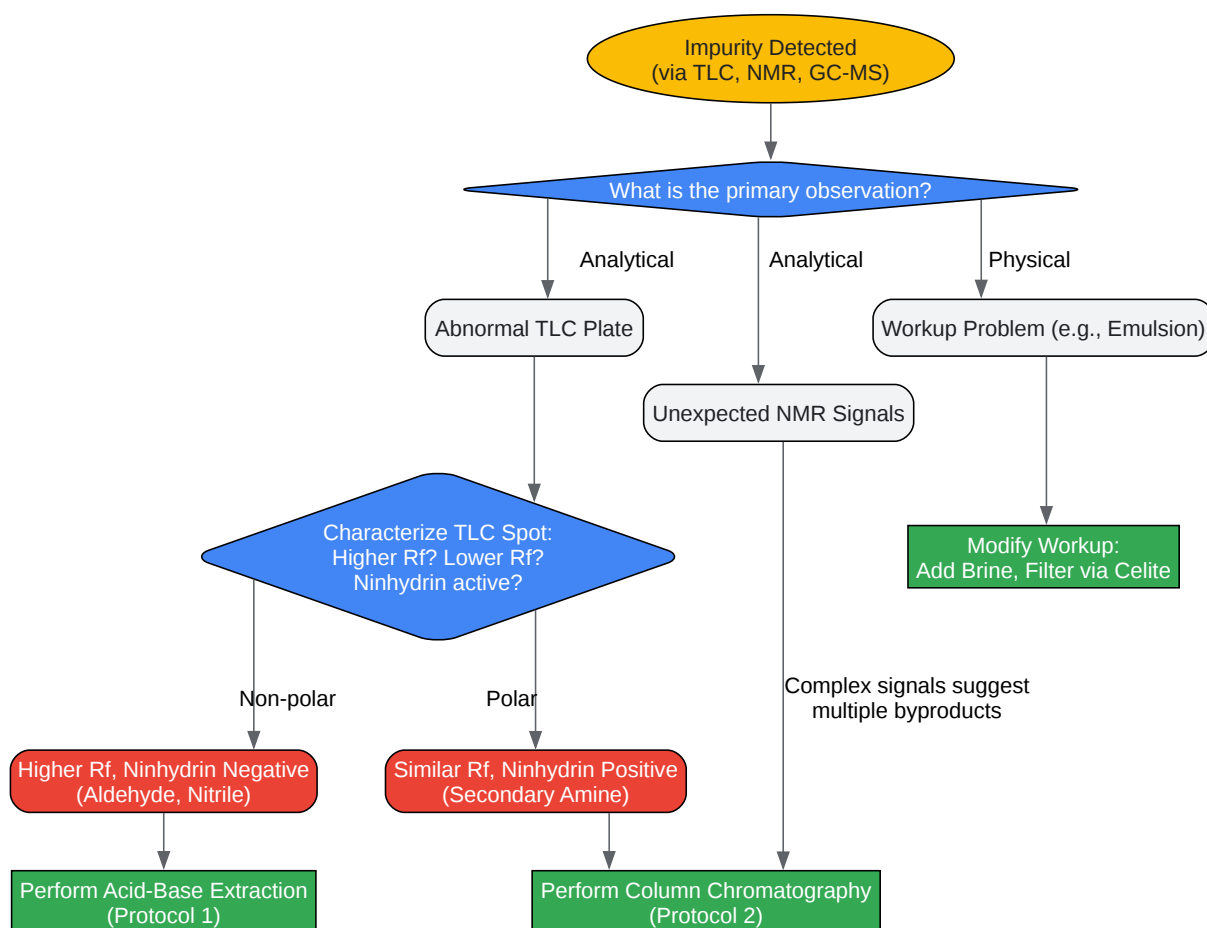 Impurity Detected
(via TLC, NMR, GC-MS)
What is the primary observation?
Analytical
Analytical
Physical
Abnormal TLC Plate
Workup Problem (e.g., Emulsion)
Unexpected NMR Signals
Characterize TLC Spot:
Higher Rf? Lower Rf?
Ninhydrin active?
Modify Workup:
Add Brine, Filter via Celite
Non-polar
Polar
Complex signals suggest
multiple byproducts
Higher Rf, Ninhydrin Negative
(Aldehyde, Nitrile)
Similar Rf, Ninhydrin Positive
(Secondary Amine)
Perform Acid-Base Extraction
(Protocol 1)
Perform Column Chromatography
(Protocol 2)